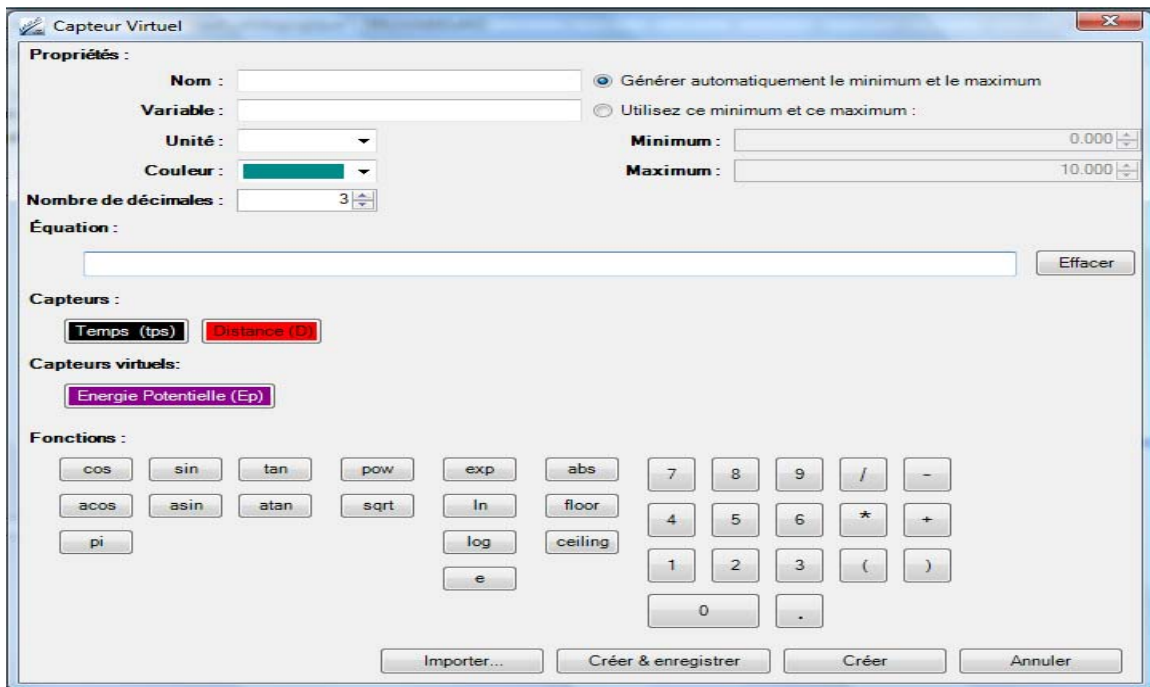 Capteur Virtuel
Propriétés :
Nom :
Générer automatiquement le minimum et le maximum
Variable :
Utilisez ce minimum et ce maximum :
Unité :
Minimum :
0.000
Couleur :
Maximum :
10.000
Nombre de décimales :
3
Équation :
Effacer
Capteurs :
Temps (tps) Distance (D)
Capteurs virtuels:
Energie Potentielle (Ep)
Fonctions :
cos sin tan pow exp abs 7 8 9 / -
acos asin atan sqrt ln floor 4 5 6 * +
pi log ceiling 1 2 3 ( )
e 0 .
Importer... Créer & enregistrer Créer Annuler